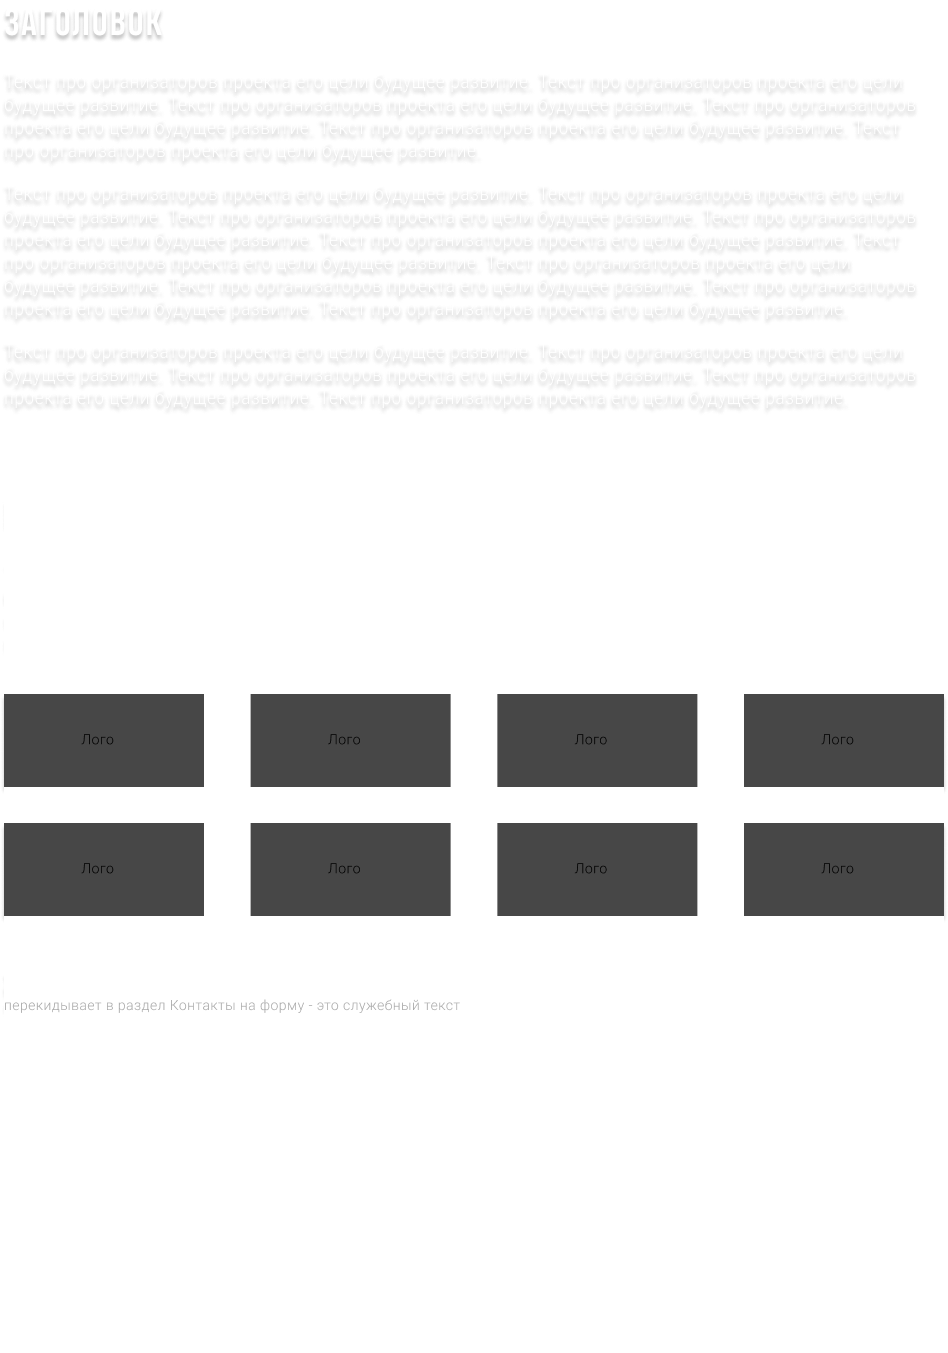 ЗАГОЛОВОК
Текст про организаторов проекта его цели будущее развитие. Текст про организаторов проекта его цели
будущее развитие. Текст про организаторов проекта его цели будущее развитие. Текст про организаторов
проекта его цели будущее развитие. Текст про организаторов проекта его цели будущее развитие. Текст
про организаторов проекта его цели будущее развитие.
Текст про организаторов проекта его цели будущее развитие. Текст про организаторов проекта его цели
будущее развитие. Текст про организаторов проекта его цели будущее развитие. Текст про организаторов
проекта его цели будущее развитие. Текст про организаторов проекта его цели будущее развитие. Текст
про организаторов проекта его цели будущее развитие. Текст про организаторов проекта его цели
будущее развитие. Текст про организаторов проекта его цели будущее развитие. Текст про организаторов
проекта его цели будущее развитие. Текст про организаторов проекта его цели будущее развитие.
Текст про организаторов проекта его цели будущее развитие. Текст про организаторов проекта его цели
будущее развитие. Текст про организаторов проекта его цели будущее развитие. Текст про организаторов
проекта его цели будущее развитие. Текст про организаторов проекта его цели будущее развитие.
Лого Лого Лого Лого
Лого Лого Лого Лого
перекидывает в раздел Контакты на форму - это служебный текст